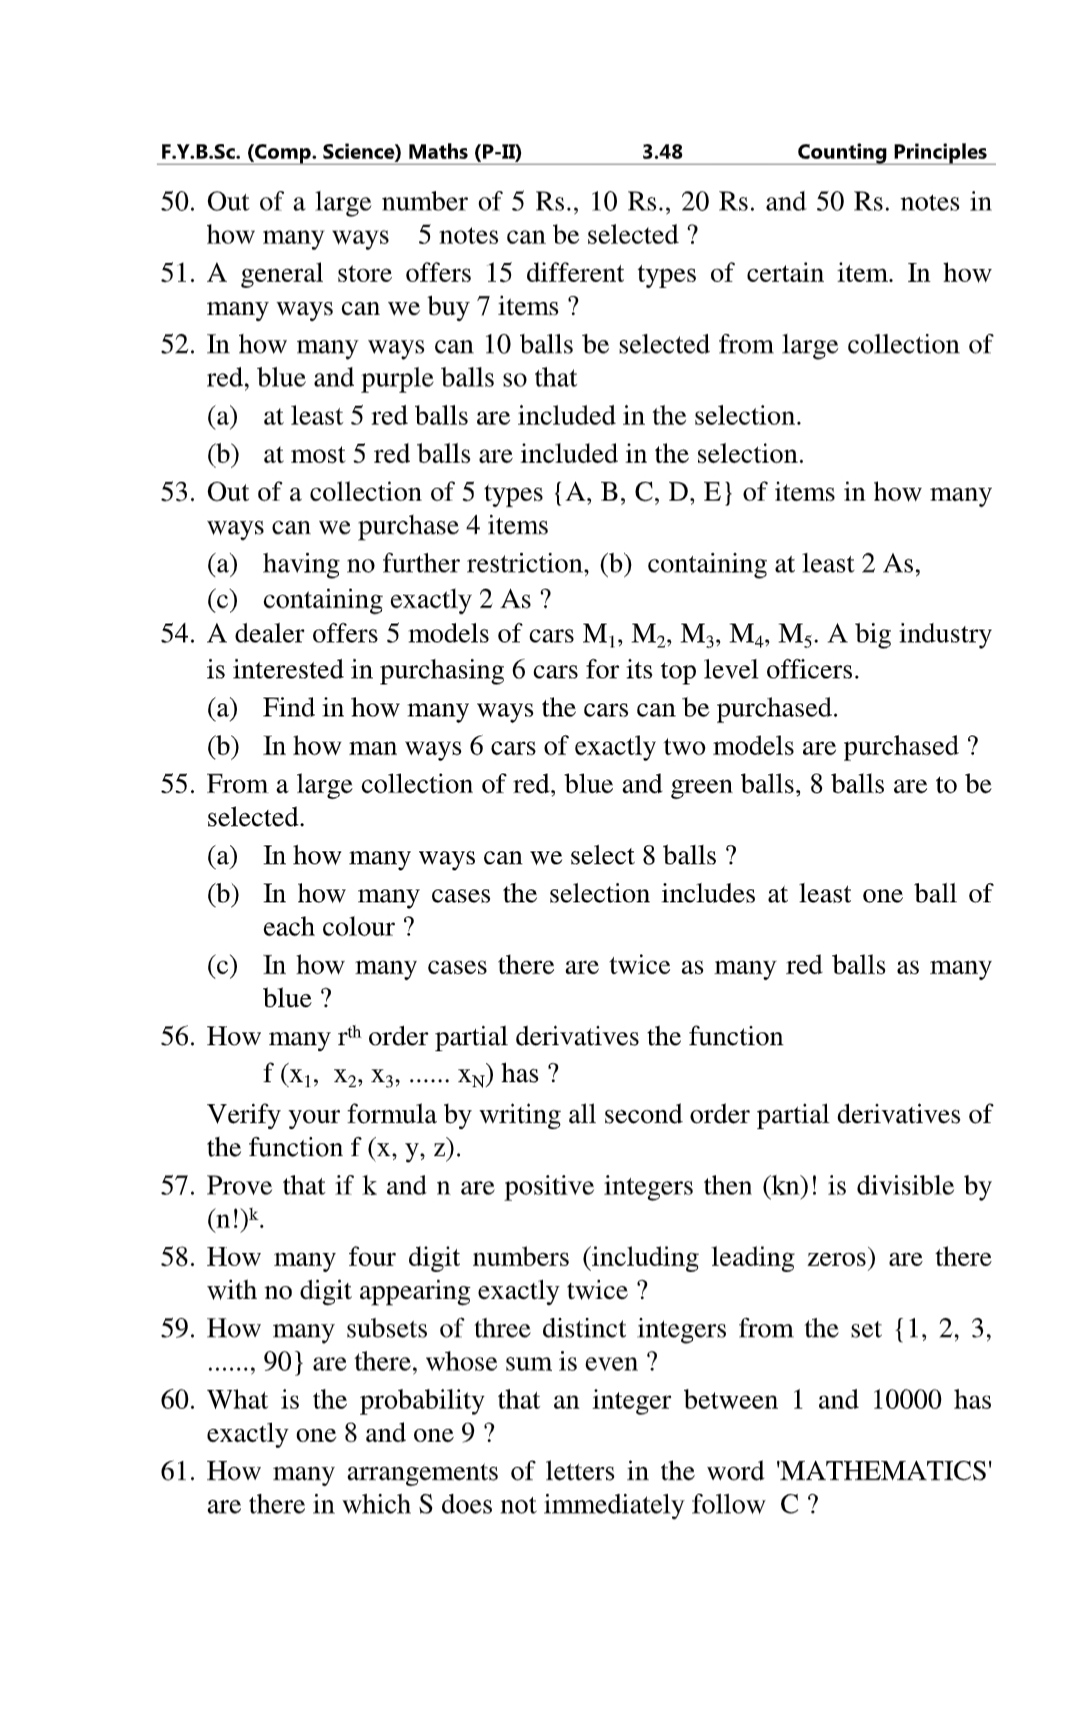 F.Y.B.Sc. (Comp. Science) Maths (P-II) 3.48 Counting Principles
50. Out of a large number of 5 Rs., 10 Rs., 20 Rs. and 50 Rs. notes in
how many ways 5 notes can be selected ?
51. A general store offers 15 different types of certain item. In how
many ways can we buy 7 items ?
52. In how many ways can 10 balls be selected from large collection of
red, blue and purple balls so that
(a) at least 5 red balls are included in the selection.
(b) at most 5 red balls are included in the selection.
53. Out of a collection of 5 types {A, B, C, D, E} of items in how many
ways can we purchase 4 items
(a) having no further restriction, (b) containing at least 2 As,
(c) containing exactly 2 As ?
54. A dealer offers 5 models of cars M₁, M₂, M₃, M₄, M₅. A big industry
is interested in purchasing 6 cars for its top level officers.
(a) Find in how many ways the cars can be purchased.
(b) In how man ways 6 cars of exactly two models are purchased ?
55. From a large collection of red, blue and green balls, 8 balls are to be
selected.
(a) In how many ways can we select 8 balls ?
(b) In how many cases the selection includes at least one ball of
each colour ?
(c) In how many cases there are twice as many red balls as many
blue ?
56. How many rᵗʰ order partial derivatives the function
f (x₁, x₂, x₃, ...... x_N) has ?
Verify your formula by writing all second order partial derivatives of
the function f (x, y, z).
57. Prove that if k and n are positive integers then (kn)! is divisible by
(n!)ᵏ.
58. How many four digit numbers (including leading zeros) are there
with no digit appearing exactly twice ?
59. How many subsets of three distinct integers from the set {1, 2, 3,
......, 90} are there, whose sum is even ?
60. What is the probability that an integer between 1 and 10000 has
exactly one 8 and one 9 ?
61. How many arrangements of letters in the word 'MATHEMATICS'
are there in which S does not immediately follow C ?